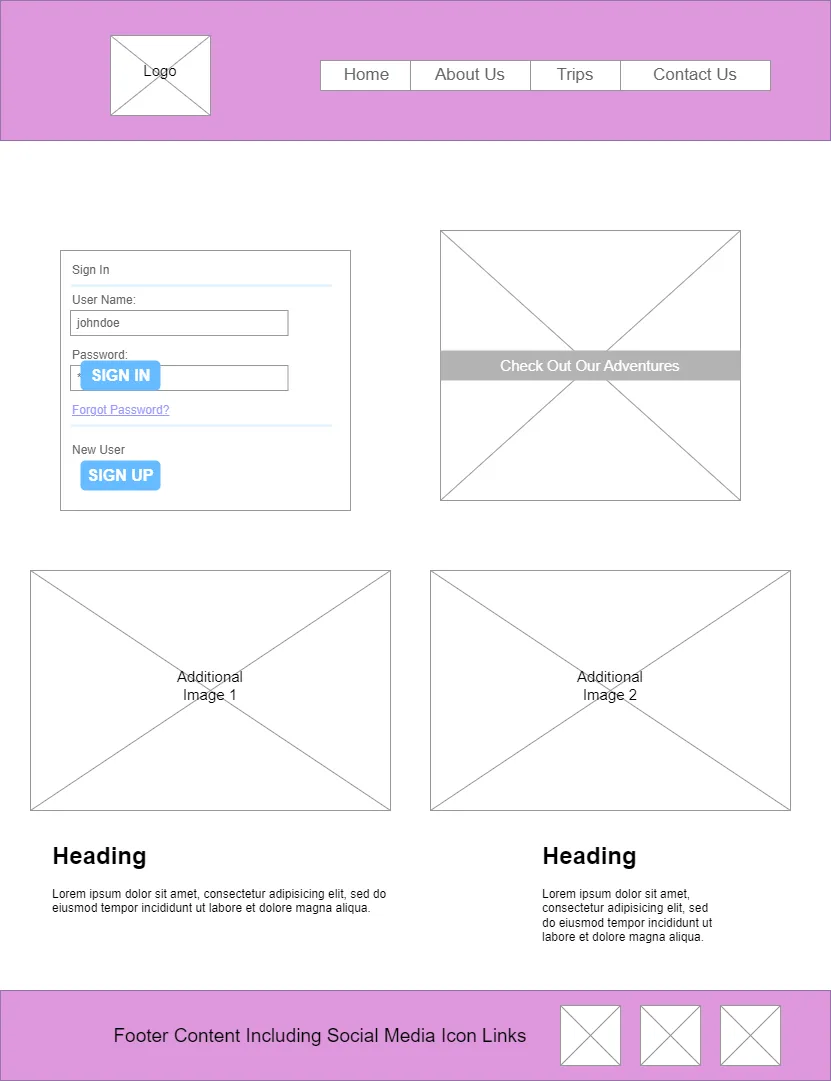 Logo
Home
About Us
Trips
Contact Us
Sign In
User Name:
johndoe
Password:
*
SIGN IN
Forgot Password?
New User
SIGN UP
Check Out Our Adventures
Additional
Image 1
Additional
Image 2
Heading
Lorem ipsum dolor sit amet, consectetur adipisicing elit, sed do
eiusmod tempor incididunt ut labore et dolore magna aliqua.
Heading
Lorem ipsum dolor sit amet,
consectetur adipisicing elit, sed
do eiusmod tempor incididunt ut
labore et dolore magna aliqua.
Footer Content Including Social Media Icon Links